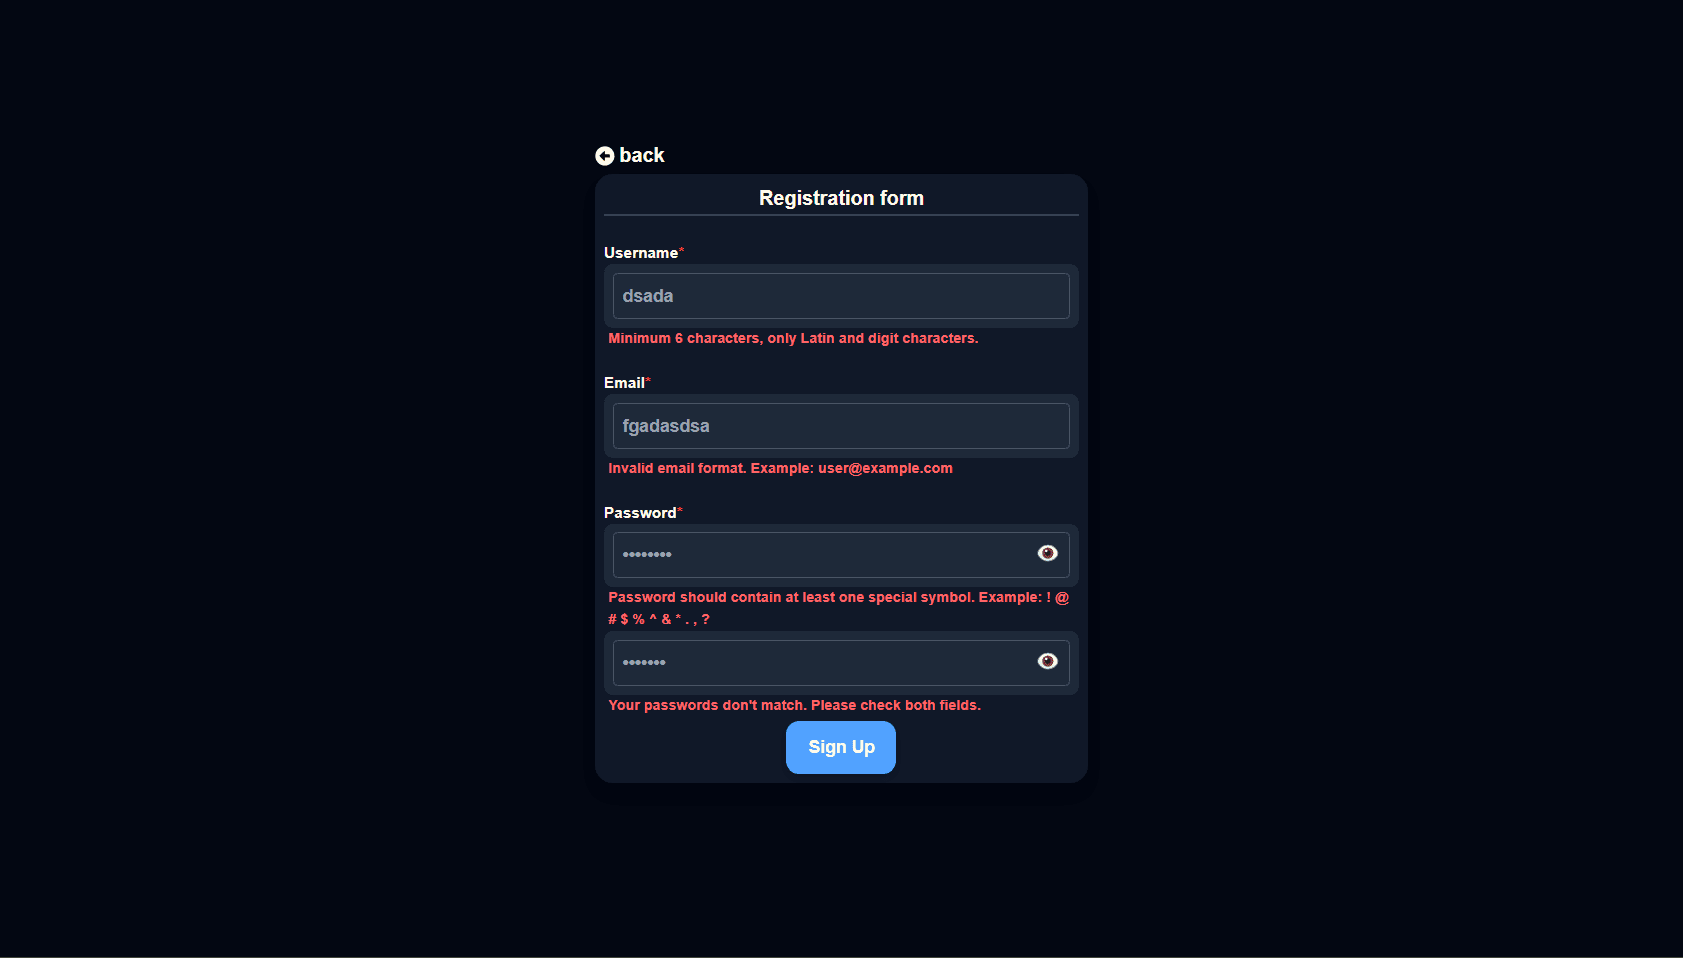 back
Registration form
Username*
dsada
Minimum 6 characters, only Latin and digit characters.
Email*
fgadasdsa
Invalid email format. Example: user@example.com
Password*
••••••••
Password should contain at least one special symbol. Example: ! @
# $ % ^ & * . , ?
•••••••
Your passwords don't match. Please check both fields.
Sign Up